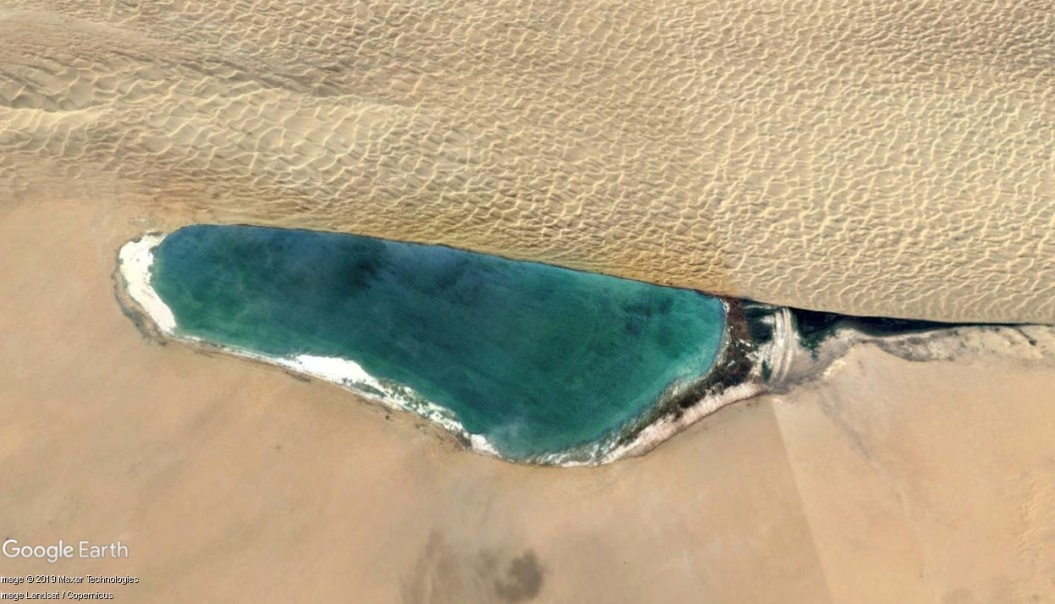 Google Earth
mage © 2019 Maxar Technologies
mage Landsat / Copernicus